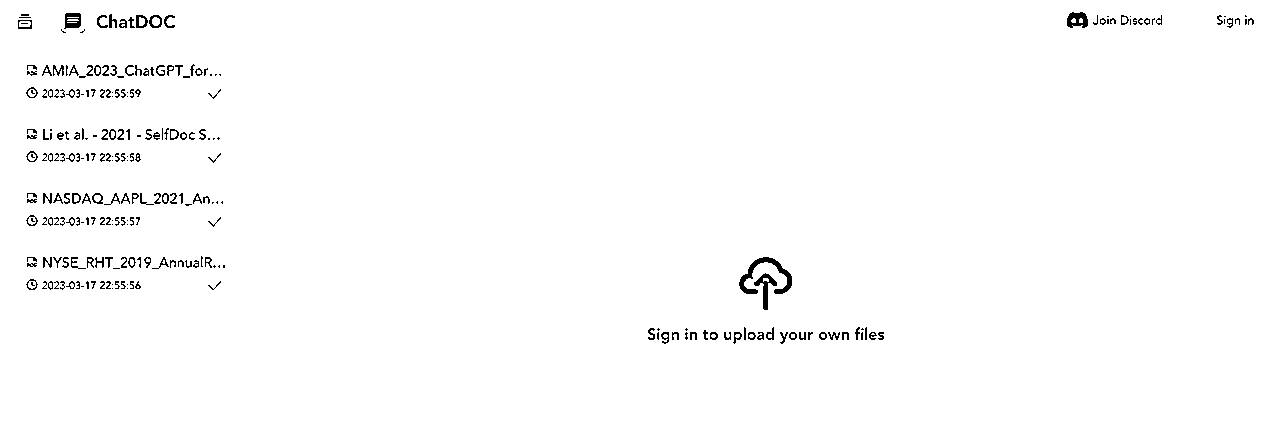 ChatDOC
Join Discord
Sign in
AMIA_2023_ChatGPT_for...
2023-03-17 22:55:59
Li et al. - 2021 - SelfDoc S...
2023-03-17 22:55:58
NASDAQ_AAPL_2021_An...
2023-03-17 22:55:57
NYSE_RHT_2019_AnnualR...
2023-03-17 22:55:56
Sign in to upload your own files